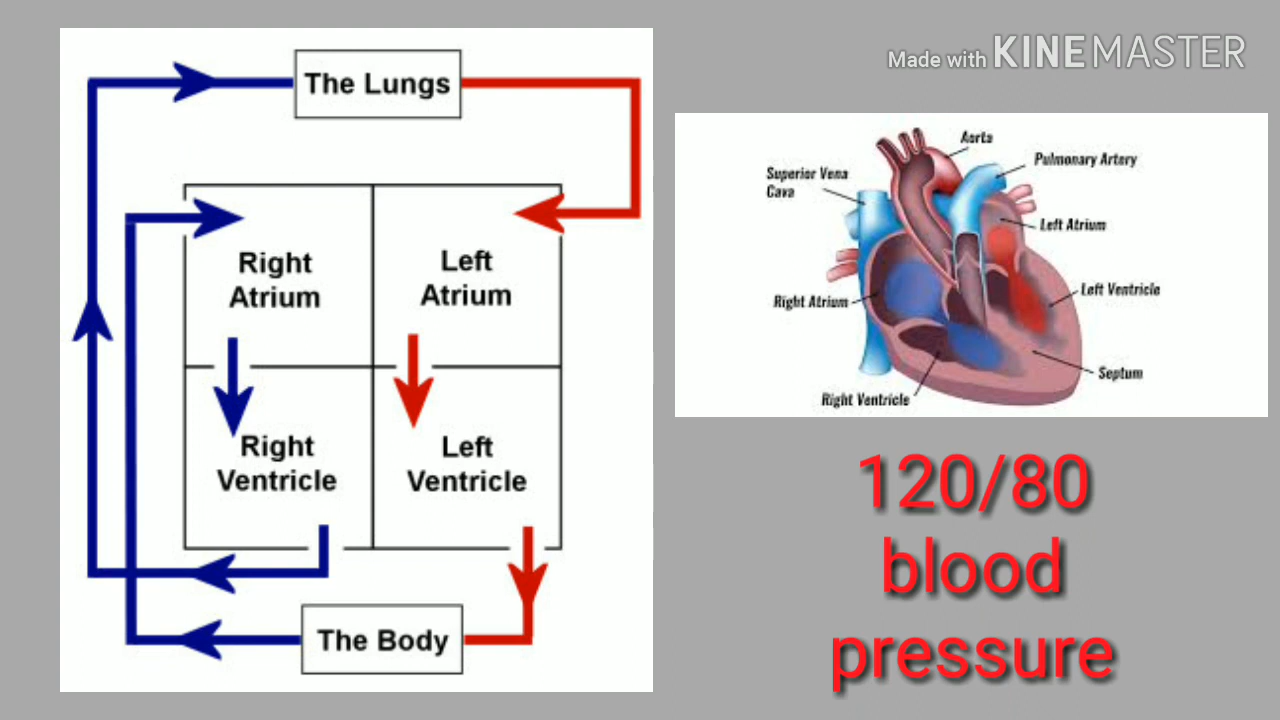 The Lungs
Right
Atrium
Left
Atrium
Right
Ventricle
Left
Ventricle
The Body
Made with KINEMASTER
Aorta
Pulmonary Artery
Superior Vena
Cava
Left Atrium
Left Ventricle
Right Atrium
Septum
Right Ventricle
120/80
blood
pressure